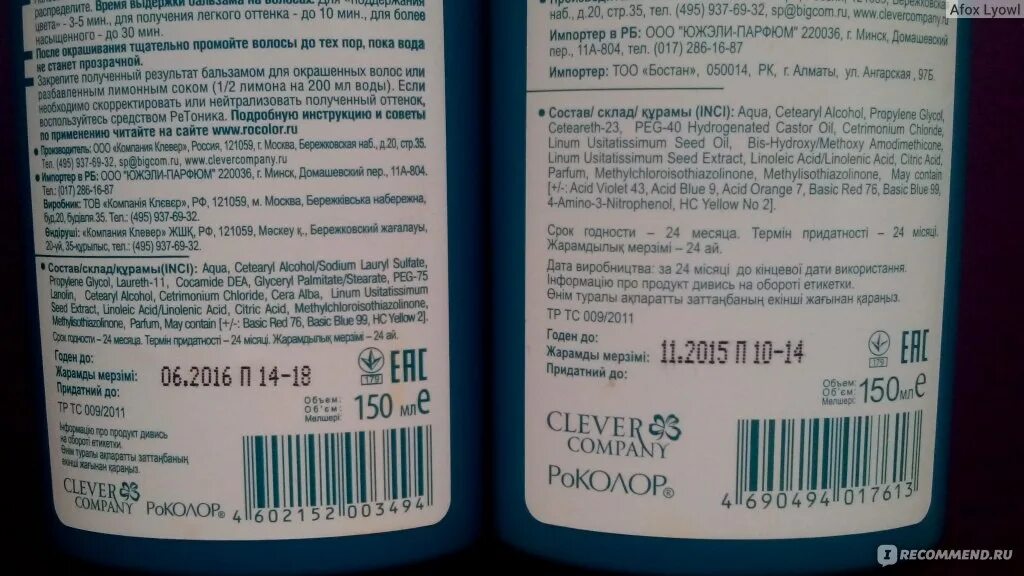 распределите. Время выдержки бальзама на волосах: Для «поддержания
цвета» - 3-5 мин., для получения легкого оттенка - до 10 мин., для более
насыщенного - до 30 мин.
После окрашивания тщательно промойте волосы до тех пор, пока вода
не станет прозрачной.
Закрепите полученный результат бальзамом для окрашенных волос или
разбавленным лимонным соком (1/2 лимона на 200 мл воды). Если
необходимо скорректировать или нейтрализовать полученный оттенок,
воспользуйтесь средством РеТоника. Подробную инструкцию и советы
по применению читайте на сайте www.rocolor.ru
Производитель: ООО «Компания Клевер», Россия, 121059, г. Москва, Бережковская наб., д.20, стр.35.
Тел. (495) 937-69-32, sp@bigcom.ru, www.clevercompany.ru
Импортер в РБ: ООО "ЮЖЭЛИ-ПАРФЮМ" 220036, г. Минск, Домашевский пер., 11А-804.
Тел.: (017) 286-16-87
Виробник: ТОВ «Компанія Клєвєр», РФ, 121059, м. Москва, Бережківська набережна,
буд.20, будівля 35. Тел.: (495) 937-69-32.
Өндіруші: «Компания Клевер» ЖШҚ, РФ, 121059, Мәскеу қ., Бережковский жағалауы,
20-үй, 35-құрылыс, тел.: (495) 937-69-32.
Состав/склад/құрамы(INCI): Aqua, Cetearyl Alcohol/Sodium Lauryl Sulfate,
Propylene Glycol, Laureth-11, Cocamide DEA, Glyceryl Palmitate/Stearate, PEG-75
Lanolin, Cetearyl Alcohol, Cetrimonium Chloride, Cera Alba, Linum Usitatissimum
Seed Extract, Linoleic Acid/Linolenic Acid, Citric Acid, Methylchloroisothiazolinone,
Methylisothiazolinone, Parfum, May contain [+/-: Basic Red 76, Basic Blue 99, HC Yellow 2].
Срок годности – 24 месяца. Термін придатності - 24 місяці. Жарамдылық мерзімі - 24 ай.
Годен до:
Жарамды мерзімі: 06.2016 П 14-18
Придатний до:
179 ЕАС
ТР ТС 009/2011
Объем:
Об'єм: 150 мл e
Мөлшері:
Інформацію про продукт дивись
на обороті етикетки.
Өнім туралы ақпаратты заттаңбаның
екінші жағынан қараңыз.
CLEVER COMPANY РоКОЛОР®
4 602152 003494
наб., д.20, стр.35, тел. (495) 937-69-32, sp@bigcom.ru, www.clevercompany.ru
Импортер в РБ: ООО "ЮЖЭЛИ-ПАРФЮМ" 220036, г. Минск, Домашевский
пер., 11А-804, тел. (017) 286-16-87
Импортер: ТОО «Бостан», 050014, РК, г. Алматы, ул. Ангарская , 97Б.
Состав/ склад/ құрамы (INCI): Aqua, Cetearyl Alcohol, Propylene Glycol,
Ceteareth-23, PEG-40 Hydrogenated Castor Oil, Cetrimonium Chloride,
Linum Usitatissimum Seed Oil, Bis-Hydroxy/Methoxy Amodimethicone,
Linum Usitatissimum Seed Extract, Linoleic Acid/Linolenic Acid, Citric Acid,
Parfum, Methylchloroisothiazolinone, Methylisothiazolinone, May contain
[+/-: Acid Violet 43, Acid Blue 9, Acid Orange 7, Basic Red 76, Basic Blue 99,
4-Amino-3-Nitrophenol, HC Yellow No 2].
Срок годности – 24 месяца. Термін придатності - 24 місяці.
Жарамдылық мерзімі - 24 ай.
Дата виробництва: за 24 місяці до кінцевої дати використання.
Інформацію про продукт дивись на обороті етикетки.
Өнім туралы ақпаратты заттаңбаның екінші жағынан қараңыз.
ТР ТС 009/2011
Годен до:
Жарамды мерзімі: 11.2015 П 10-14
Придатний до:
179 ЕАС
Объем:
Об'єм: 150 мл e
Мөлшері:
CLEVER
COMPANY
РоКОЛОР®
4 690494 017613
Afox Lyowl
IRECOMMEND.RU